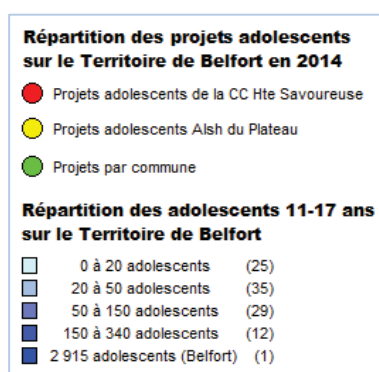 Répartition des projets adolescents
sur le Territoire de Belfort en 2014
Projets adolescents de la CC Hte Savoureuse
Projets adolescents Alsh du Plateau
Projets par commune
Répartition des adolescents 11-17 ans
sur le Territoire de Belfort
0 à 20 adolescents (25)
20 à 50 adolescents (35)
50 à 150 adolescents (29)
150 à 340 adolescents (12)
2 915 adolescents (Belfort) (1)